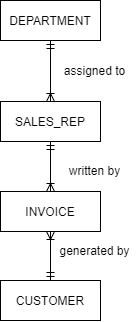 DEPARTMENT
assigned to
SALES_REP
written by
INVOICE
generated by
CUSTOMER